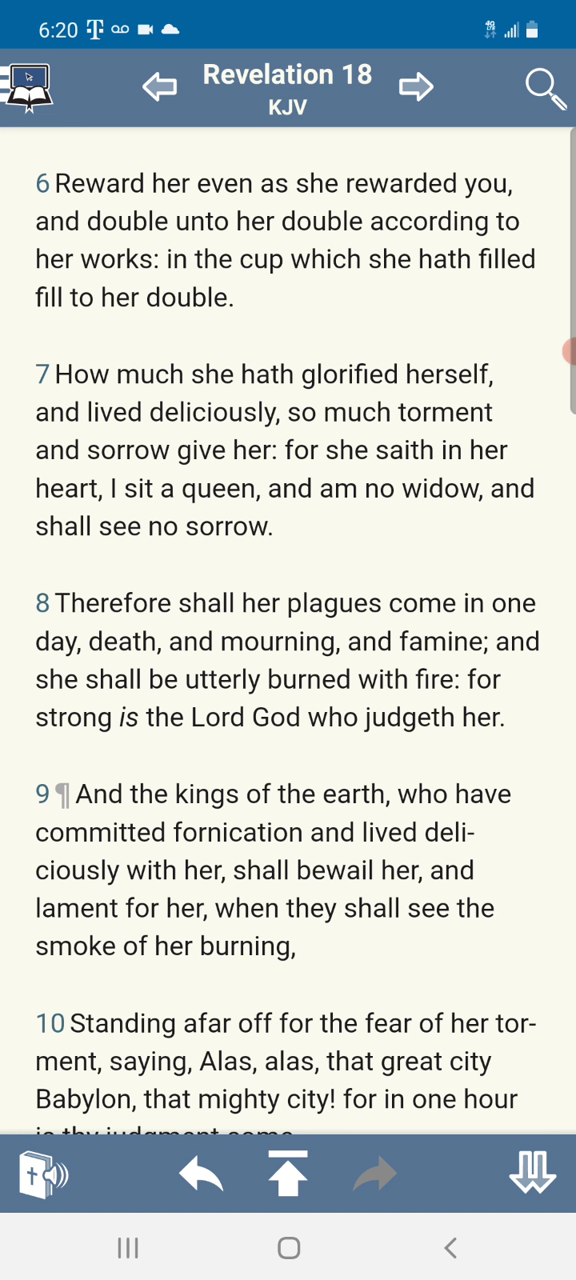 6:20
Revelation 18
KJV
6 Reward her even as she rewarded you,
and double unto her double according to
her works: in the cup which she hath filled
fill to her double.
7 How much she hath glorified herself,
and lived deliciously, so much torment
and sorrow give her: for she saith in her
heart, I sit a queen, and am no widow, and
shall see no sorrow.
8 Therefore shall her plagues come in one
day, death, and mourning, and famine; and
she shall be utterly burned with fire: for
strong is the Lord God who judgeth her.
9 ¶ And the kings of the earth, who have
committed fornication and lived deli-
ciously with her, shall bewail her, and
lament for her, when they shall see the
smoke of her burning,
10 Standing afar off for the fear of her tor-
ment, saying, Alas, alas, that great city
Babylon, that mighty city! for in one hour
is thy judgment come.